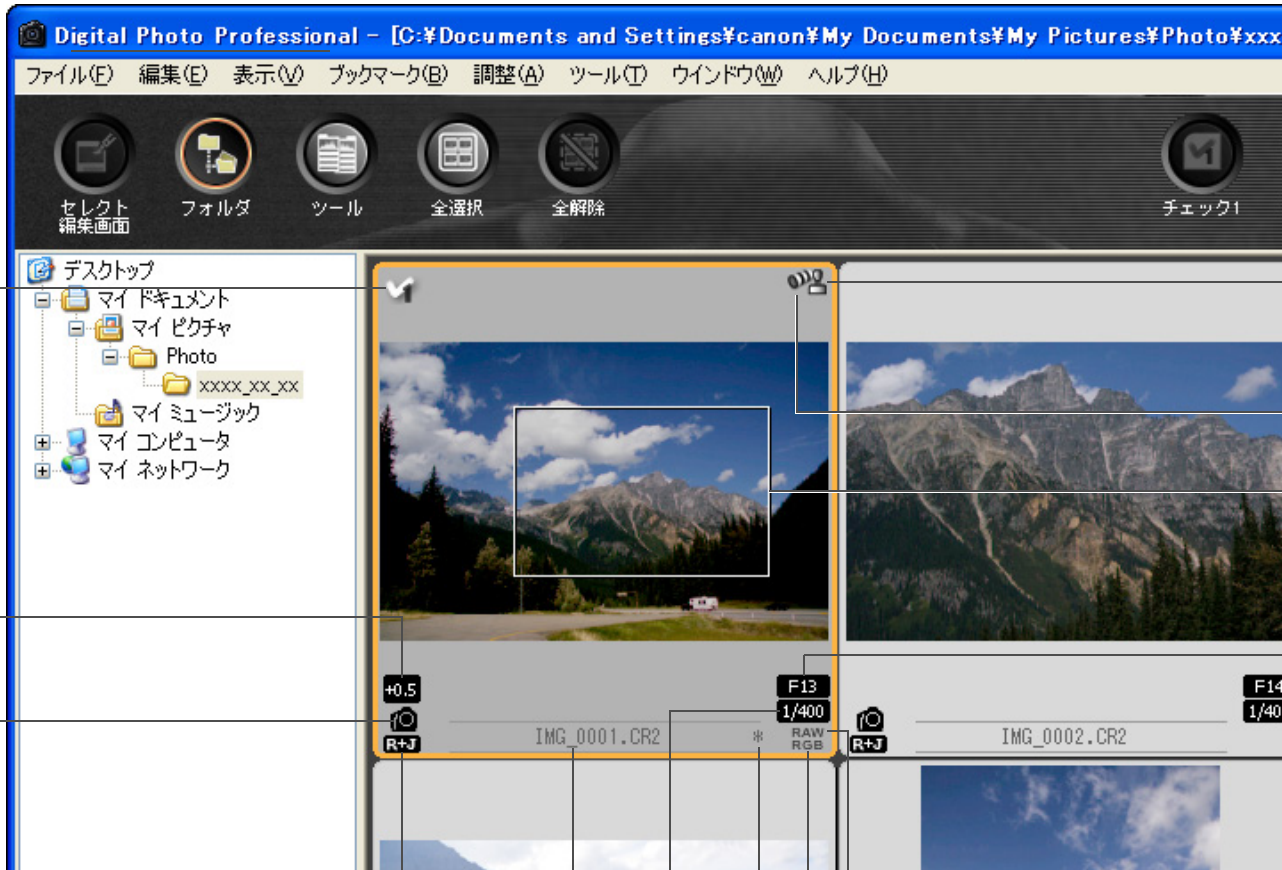 Digital Photo Professional - [C:¥Documents and Settings¥canon¥My Documents¥My Pictures¥Photo¥xxx
ファイル(F) 編集(E) 表示(V) ブックマーク(B) 調整(A) ツール(T) ウインドウ(W) ヘルプ(H)
セレクト
編集画面
フォルダ
ツール
全選択
全解除
チェック1
デスクトップ
マイ ドキュメント
マイ ピクチャ
Photo
xxxx_xx_xx
マイ ミュージック
マイ コンピュータ
マイ ネットワーク
1
+0.5
R+J
IMG_0001.CR2
*
F13
1/400
RAW
RGB
R+J
IMG_0002.CR2
F14
1/40